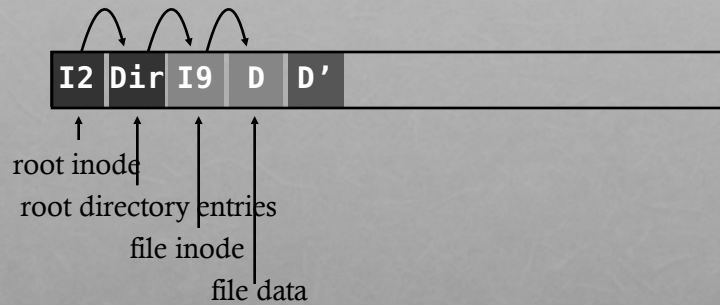 I2 Dir I9 D D’
root inode
root directory entries
file inode
file data